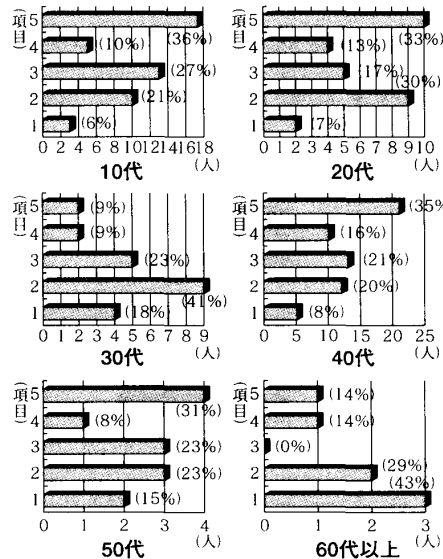 (項目)
5 (36%)
4 (10%)
3 (27%)
2 (21%)
1 (6%)
0 2 4 6 8 10 12 14 16 18
(人)
10代
(項目)
5 (33%)
4 (13%)
3 (17%)
2 (30%)
1 (7%)
0 1 2 3 4 5 6 7 8 9 10
(人)
20代
(項目)
5 (9%)
4 (9%)
3 (23%)
2 (41%)
1 (18%)
0 1 2 3 4 5 6 7 8 9
(人)
30代
(項目)
5 (35%)
4 (16%)
3 (21%)
2 (20%)
1 (8%)
0 5 10 15 20 25
(人)
40代
(項目)
5 (31%)
4 (8%)
3 (23%)
2 (23%)
1 (15%)
0 1 2 3 4
(人)
50代
(項目)
5 (14%)
4 (14%)
3 (0%)
2 (29%)
1 (43%)
0 1 2 3
(人)
60代以上